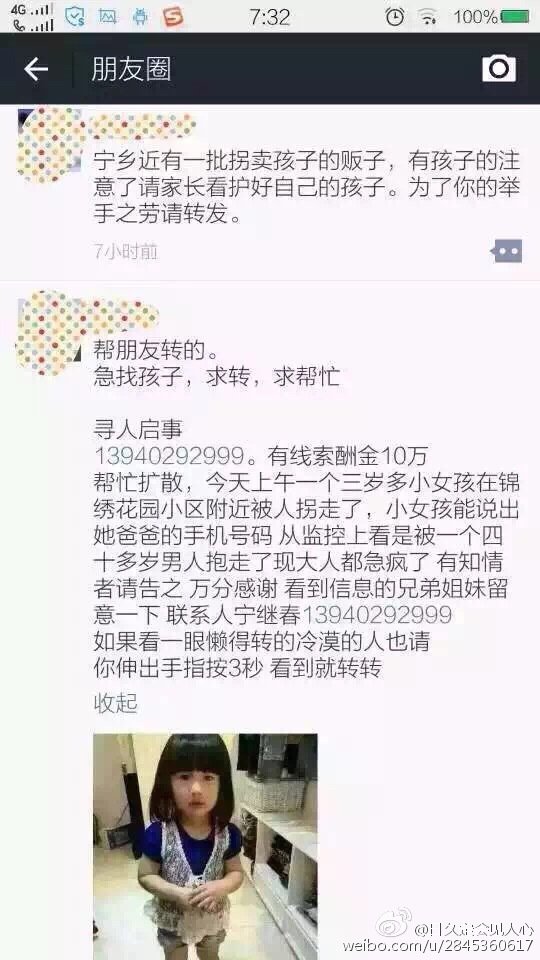 4G 7:32 100%
朋友圈
宁乡近有一批拐卖孩子的贩子，有孩子的注
意了请家长看护好自己的孩子。为了你的举
手之劳请转发。
7小时前
帮朋友转的。
急找孩子，求转，求帮忙
寻人启事
13940292999。有线索酬金10万
帮忙扩散，今天上午一个三岁多小女孩在锦
绣花园小区附近被人拐走了，小女孩能说出
她爸爸的手机号码 从监控上看是被一个四
十多岁男人抱走了现大人都急疯了 有知情
者请告之 万分感谢 看到信息的兄弟姐妹留
意一下 联系人宁继春13940292999
如果看一眼懒得转的冷漠的人也请
你伸出手指按3秒 看到就转转
收起
weibo.com/u/2845360617